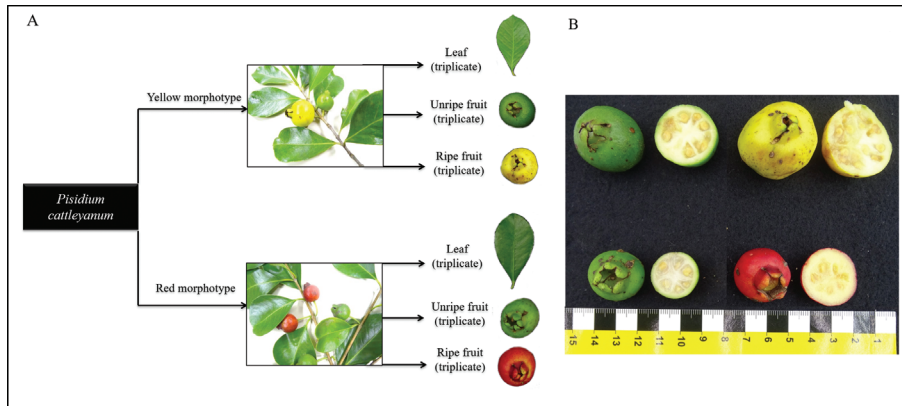 A
B
Leaf
(triplicate)
Yellow morphotype
Unripe fruit
(triplicate)
Ripe fruit
(triplicate)
Pisidium
cattleyanum
Leaf
(triplicate)
Red morphotype
Unripe fruit
(triplicate)
Ripe fruit
(triplicate)
15 14 13 12 11 10 9 8 7 6 5 4 3 2 1